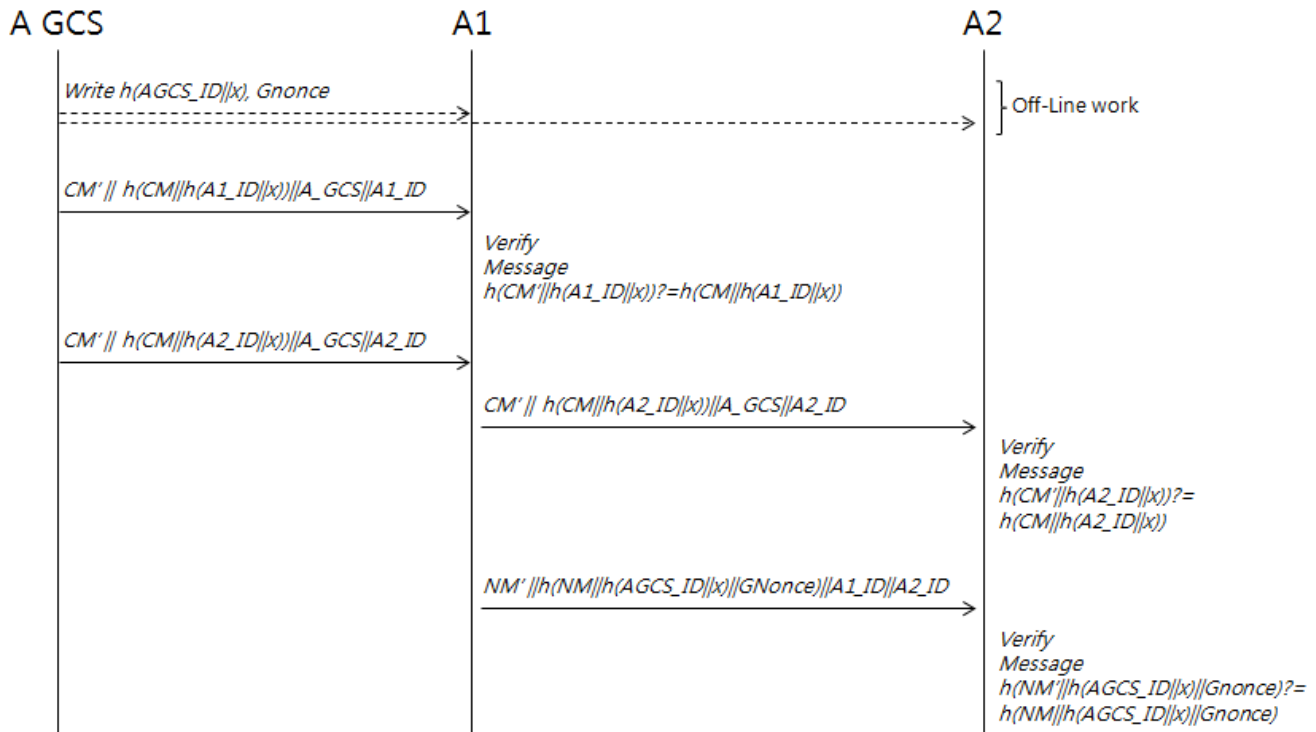 A GCS
A1
A2
Write h(AGCS_ID||x), Gnonce
Off-Line work
CM' || h(CM||h(A1_ID||x))||A_GCS||A1_ID
Verify
Message
h(CM'||h(A1_ID||x))?=h(CM||h(A1_ID||x))
CM' || h(CM||h(A2_ID||x))||A_GCS||A2_ID
CM' || h(CM||h(A2_ID||x))||A_GCS||A2_ID
Verify
Message
h(CM'||h(A2_ID||x))?=
h(CM||h(A2_ID||x))
NM' ||h(NM||h(AGCS_ID||x)||GNonce)||A1_ID||A2_ID
Verify
Message
h(NM'||h(AGCS_ID||x)||Gnonce)?=
h(NM||h(AGCS_ID||x)||Gnonce)